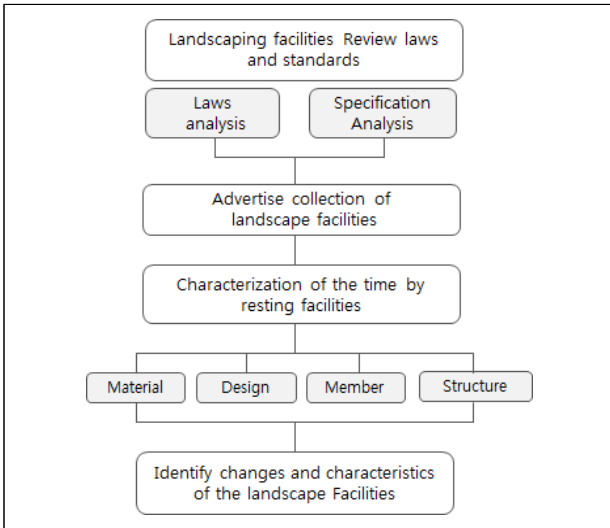 Landscaping facilities Review laws
and standards
Laws
analysis
Specification
Analysis
Advertise collection of
landscape facilities
Characterization of the time by
resting facilities
Material
Design
Member
Structure
Identify changes and characteristics
of the landscape Facilities